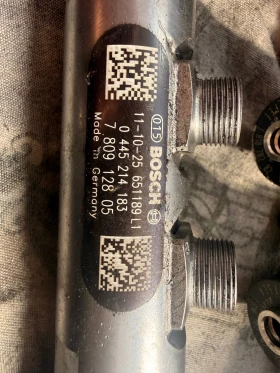 015 BOSCH
11-10-25 651189 L1
0 445 214 183
7 809 128 05
Made in Germany